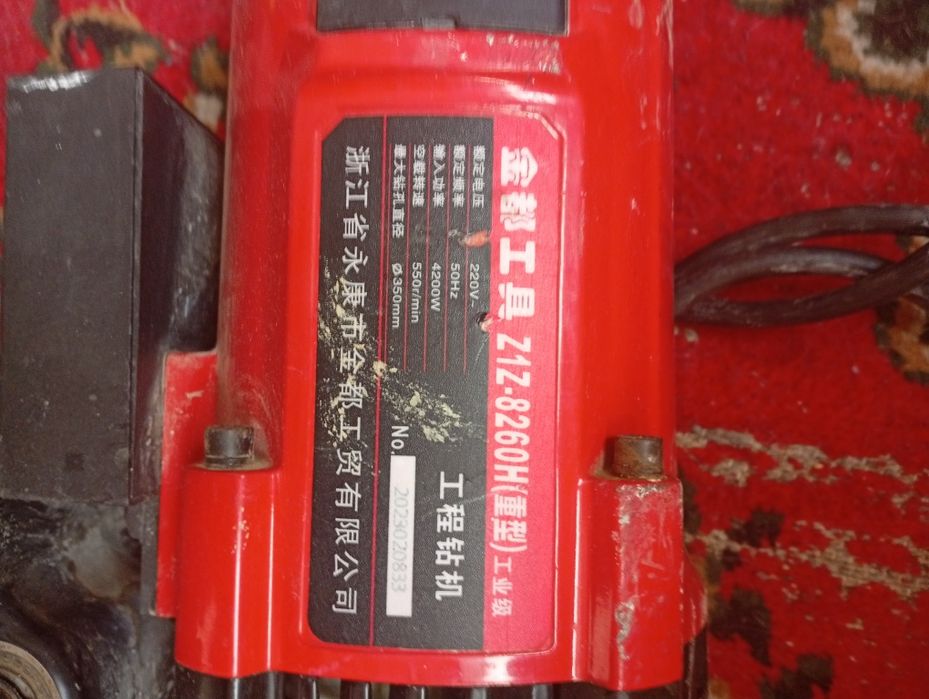 金都工具 Z1Z-8260H(重型)工业级
额定电压 220V~
额定频率 50Hz
输入功率 4200W
空载转速 550r/min
最大钻孔直径 Ø350mm
工程钻机
No. 2023020833
浙江省永康市金都工贸有限公司